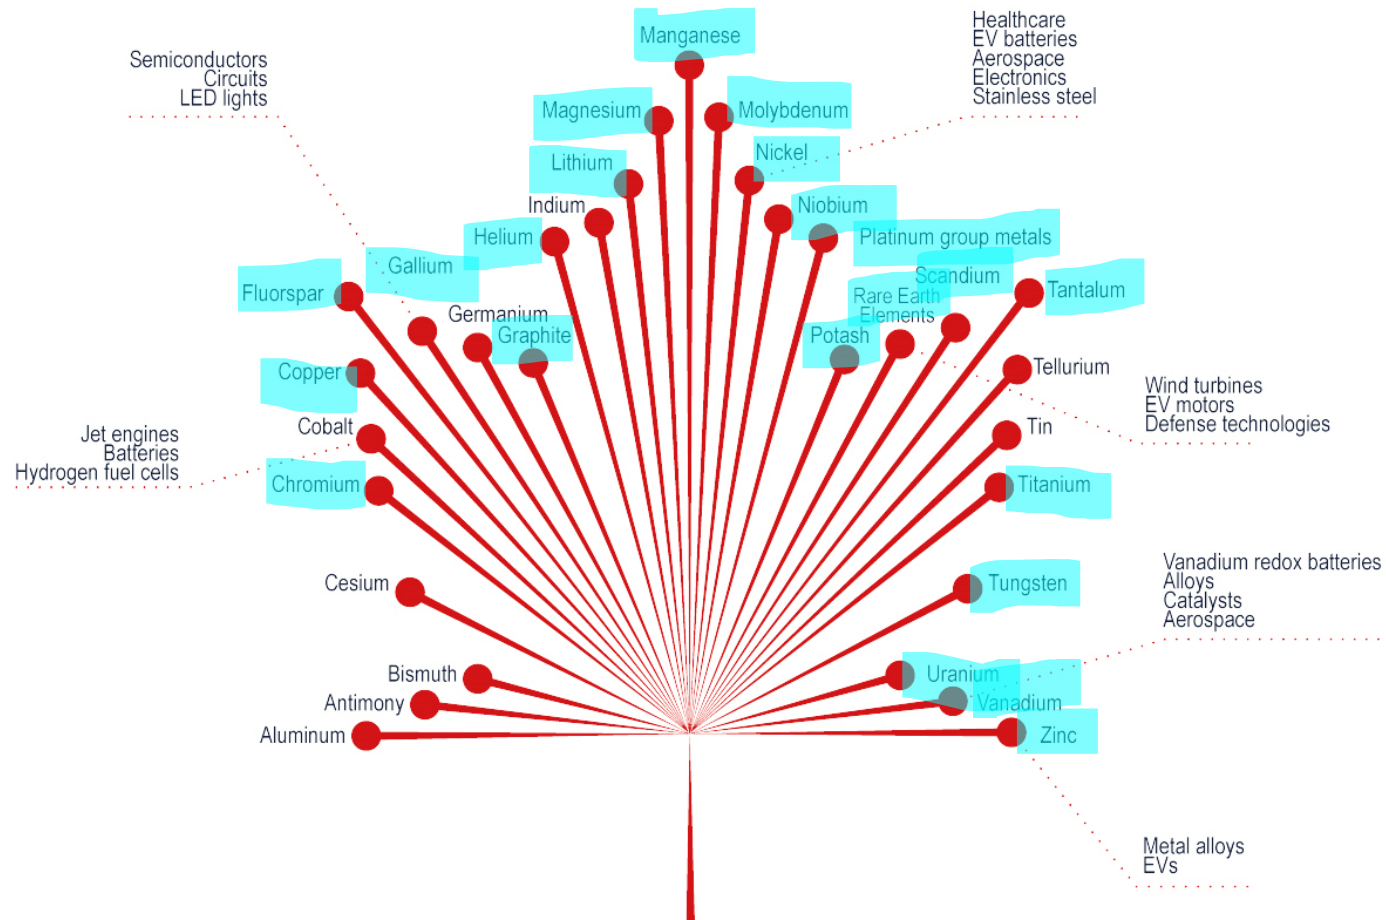 Healthcare
EV batteries
Aerospace
Electronics
Stainless steel
Manganese
Semiconductors
Circuits
LED lights
Magnesium
Molybdenum
Lithium
Nickel
Indium
Niobium
Helium
Platinum group metals
Gallium
Scandium
Fluorspar
Rare Earth
Elements
Tantalum
Germanium
Graphite
Potash
Copper
Tellurium
Wind turbines
EV motors
Defense technologies
Cobalt
Tin
Jet engines
Batteries
Hydrogen fuel cells
Chromium
Titanium
Cesium
Tungsten
Vanadium redox batteries
Alloys
Catalysts
Aerospace
Bismuth
Uranium
Antimony
Vanadium
Aluminum
Zinc
Metal alloys
EVs